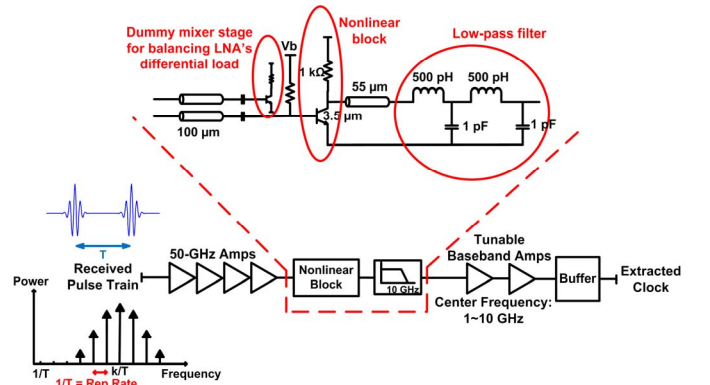 Dummy mixer stage
for balancing LNA's
differential load
Vb
Nonlinear
block
Low-pass filter
1 kΩ
55 μm
500 pH
500 pH
3.5 μm
1 pF
1 pF
100 μm
T
Received
Pulse Train
50-GHz Amps
Nonlinear
Block
10 GHz
Tunable
Baseband Amps
Center Frequency:
1~10 GHz
Buffer
Extracted
Clock
Power
1/T
k/T
Frequency
1/T = Rep Rate